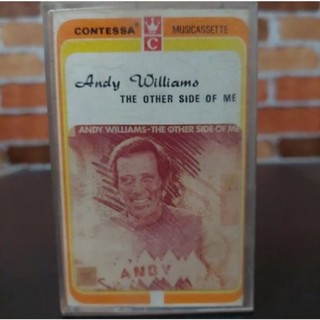 CONTESSA® MUSICASSETTE
C
Andy Williams
THE OTHER SIDE OF ME
ANDY WILLIAMS-THE OTHER SIDE OF ME
ANDY